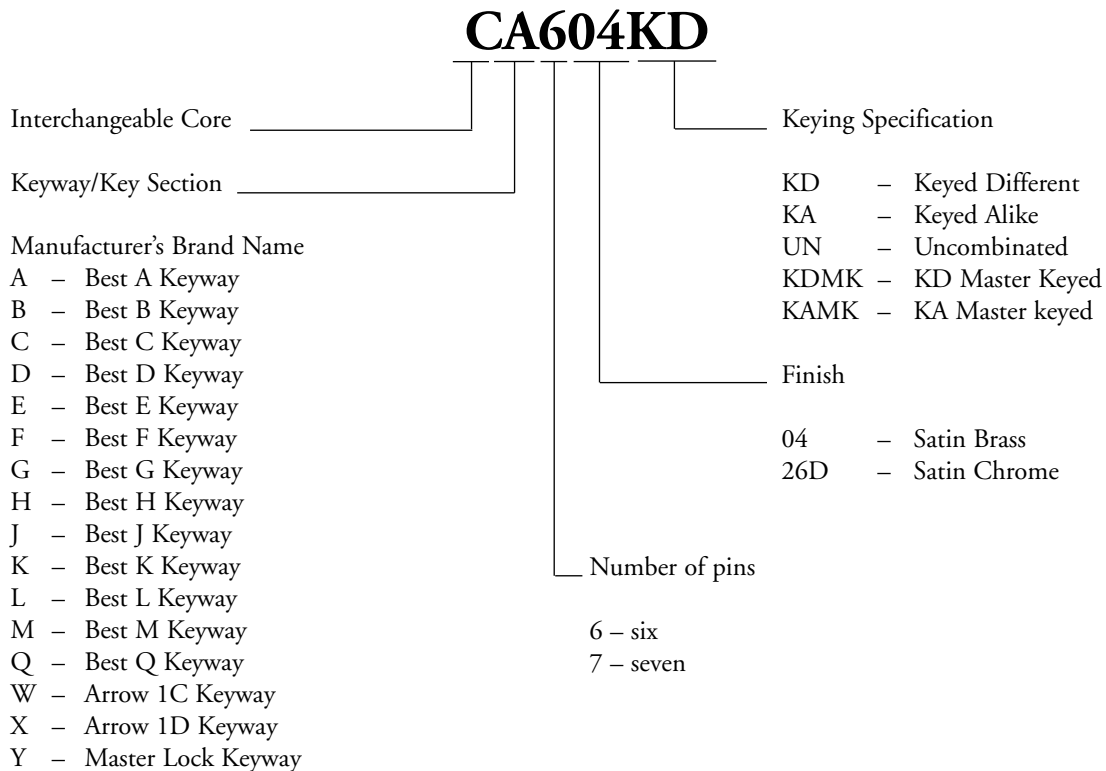 CA604KD
Interchangeable Core
Keyway/Key Section
Manufacturer's Brand Name
A – Best A Keyway
B – Best B Keyway
C – Best C Keyway
D – Best D Keyway
E – Best E Keyway
F – Best F Keyway
G – Best G Keyway
H – Best H Keyway
J – Best J Keyway
K – Best K Keyway
L – Best L Keyway
M – Best M Keyway
Q – Best Q Keyway
W – Arrow 1C Keyway
X – Arrow 1D Keyway
Y – Master Lock Keyway
Number of pins
6 – six
7 – seven
Keying Specification
KD – Keyed Different
KA – Keyed Alike
UN – Uncombinated
KDMK – KD Master Keyed
KAMK – KA Master keyed
Finish
04 – Satin Brass
26D – Satin Chrome